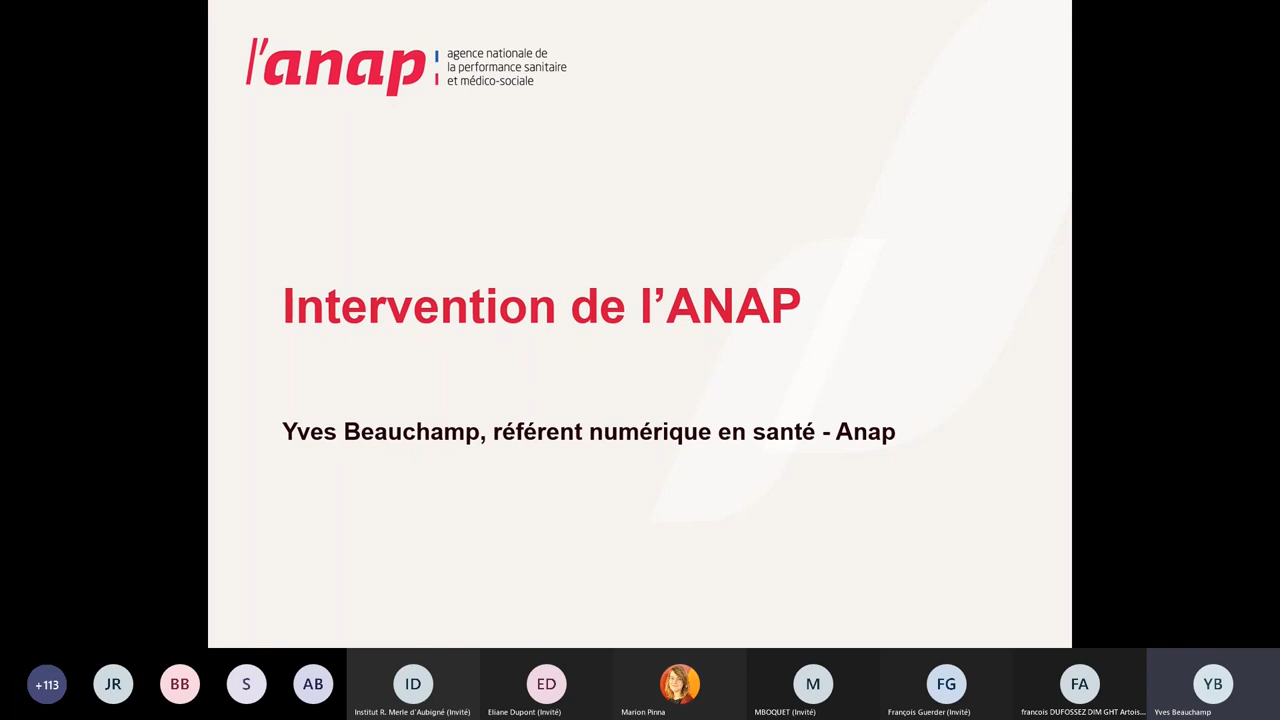 l'anap
agence nationale de
la performance sanitaire
et médico-sociale
Intervention de l’ANAP
Yves Beauchamp, référent numérique en santé - Anap
+113
JR
BB
S
AB
ID
ED
M
FG
FA
YB
Institut R. Merle d'Aubigné (Invité)
Eliane Dupont (Invité)
Marion Pinna
MBOQUET (Invité)
François Guerder (Invité)
francois DUFOSSEZ DIM GHT Artois...
Yves Beauchamp